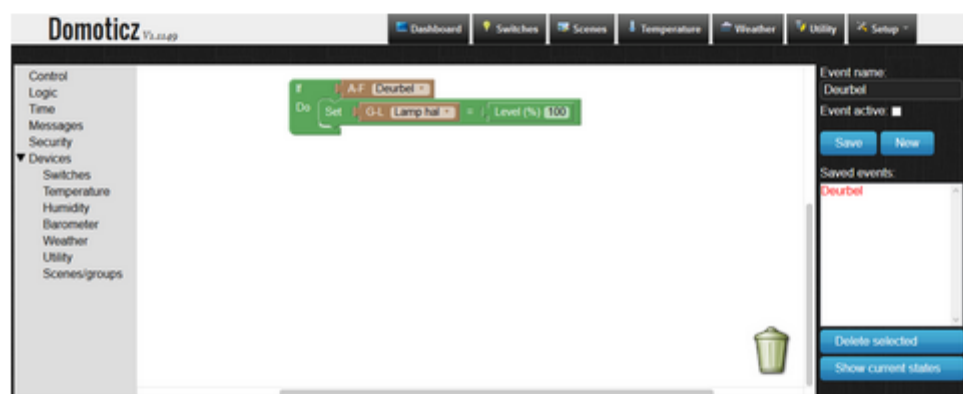 Domoticz V1.1149
Dashboard Switches Scenes Temperature Weather Utility Setup
Control
Logic
Time
Messages
Security
Devices
Switches
Temperature
Humidity
Barometer
Weather
Utility
Scenes/groups
If A-F Deurbel
Do Set G-L Lamp hal = Level (%) 100
Event name:
Deurbel
Event active:
Save New
Saved events:
Deurbel
Delete selected
Show current states